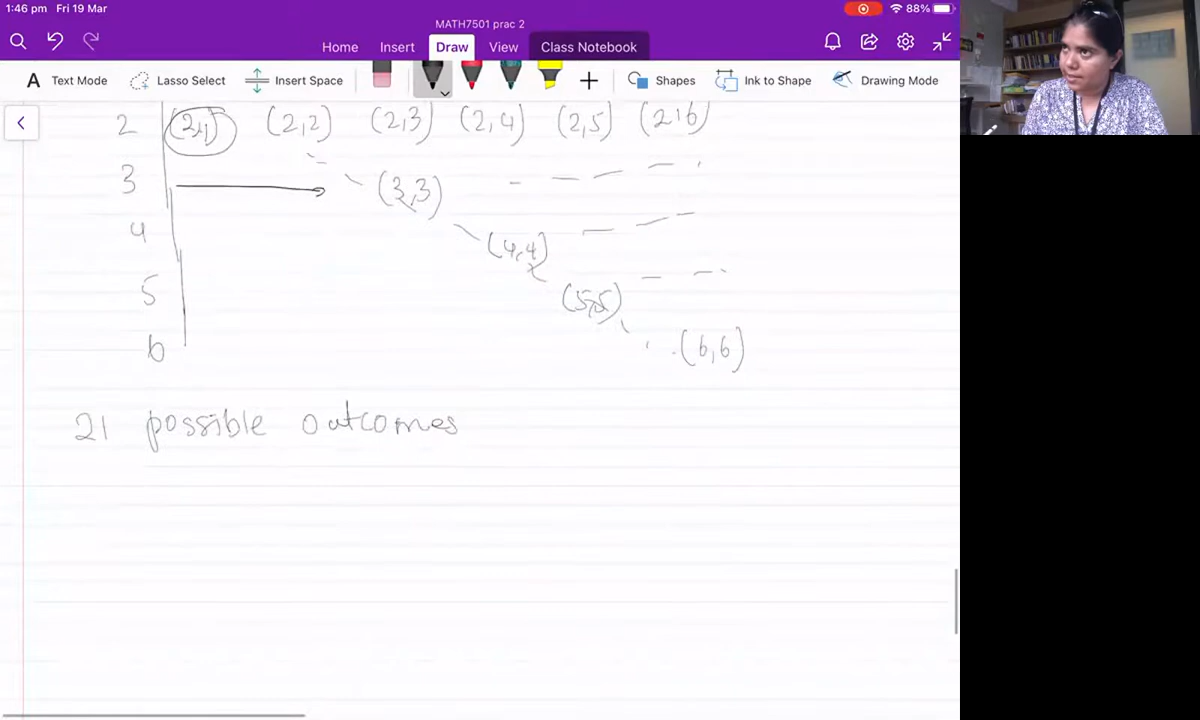 1:46 pm Fri 19 Mar
88%
MATH7501 prac 2
Home Insert Draw View Class Notebook
Text Mode Lasso Select Insert Space Shapes Ink to Shape Drawing Mode
2 (2,1) (2,2) (2,3) (2,4) (2,5) (2,6)
3 (3,3)
4 (4,4)
5 (5,5)
6 (6,6)
21 possible outcomes